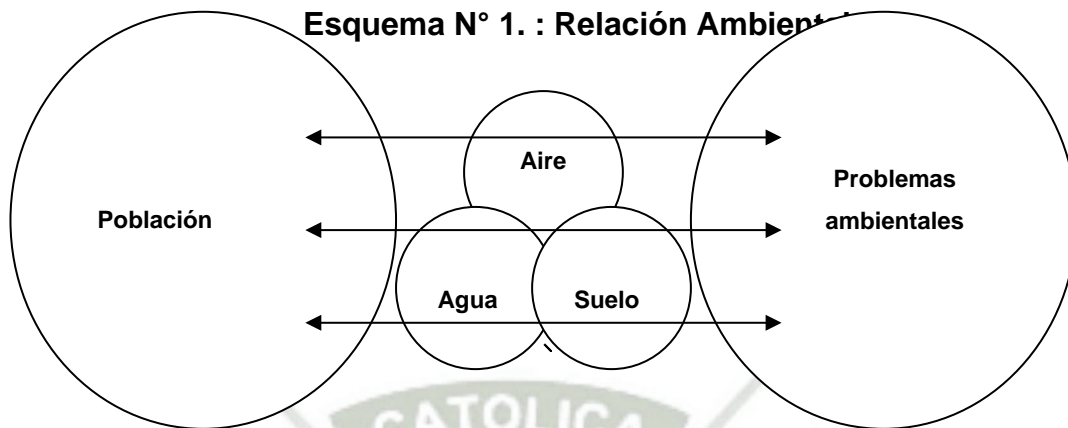 Esquema N° 1. : Relación
Aire
Problemas
ambientales
Población
Agua
Suelo
CATOLICA